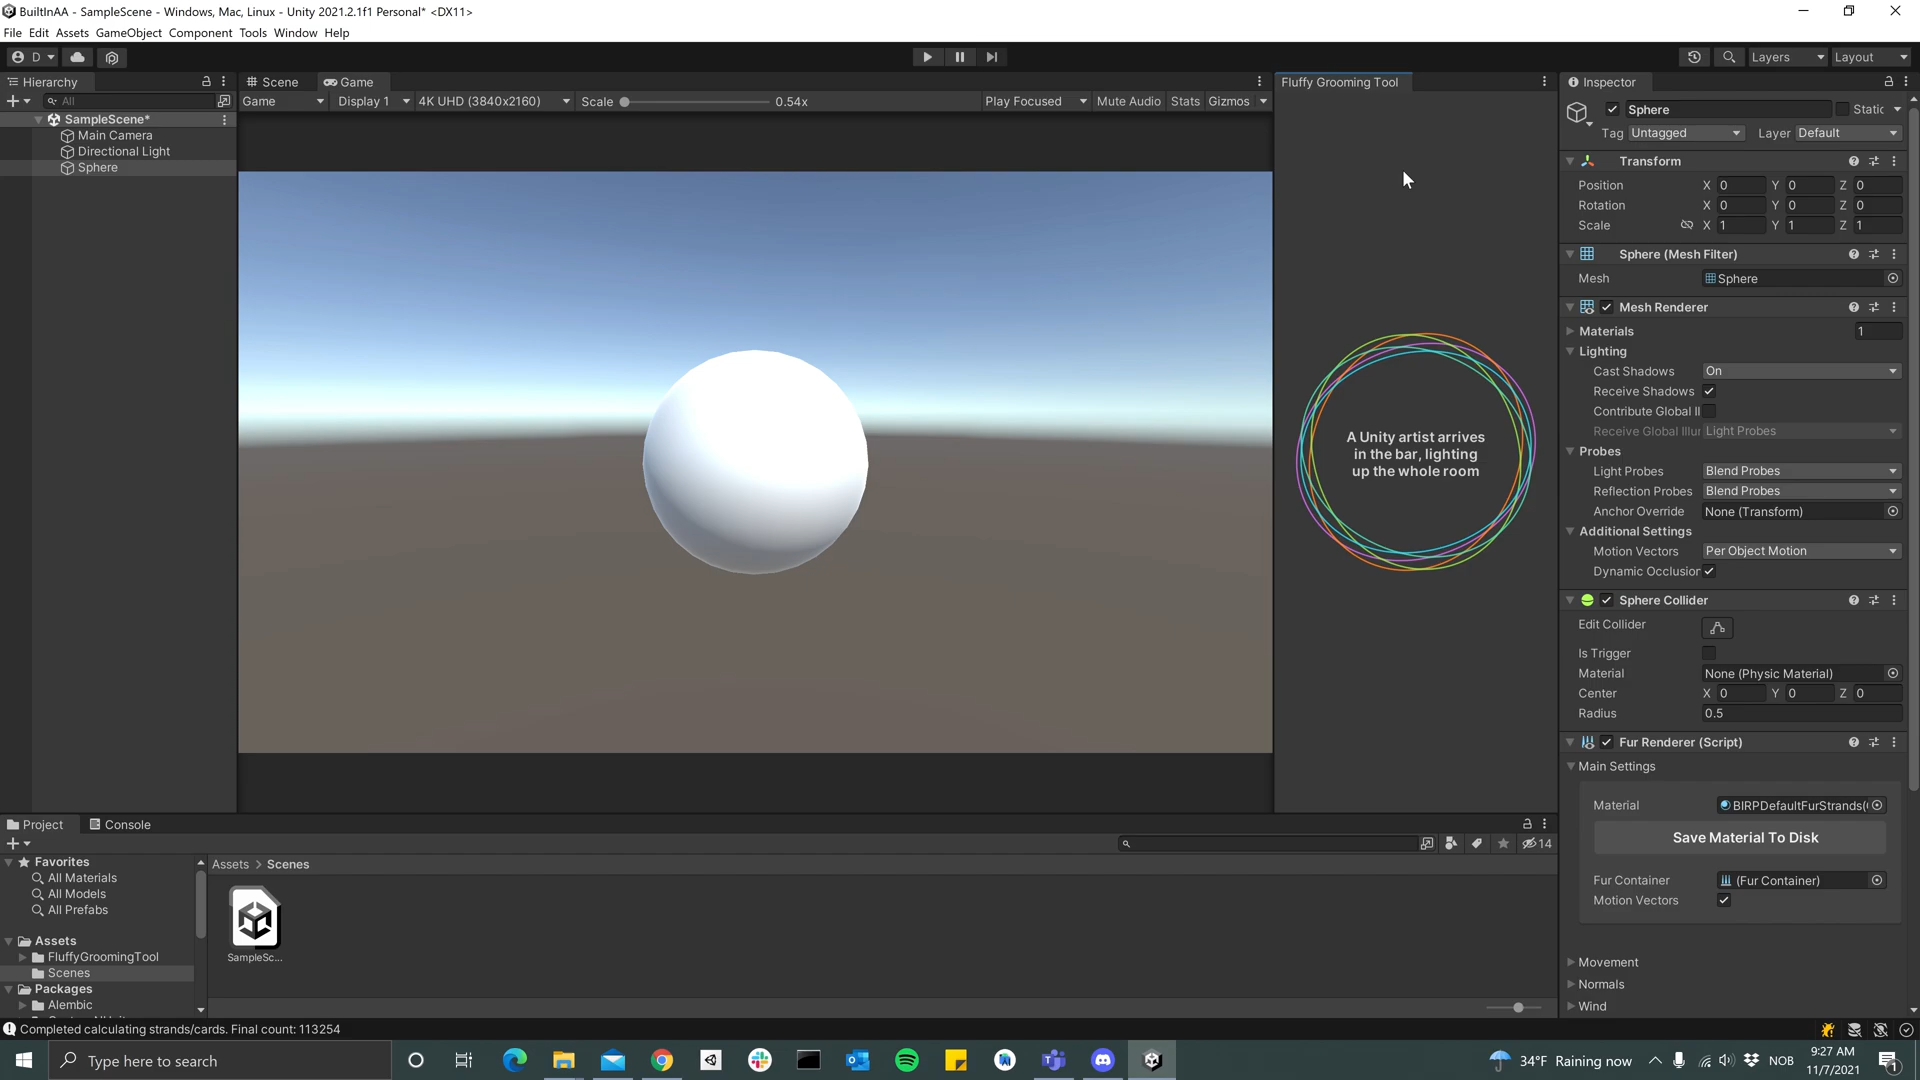 BuiltInAA - SampleScene - Windows, Mac, Linux - Unity 2021.2.1f1 Personal* <DX11>
File Edit Assets GameObject Component Tools Window Help
D
Layers Layout
Hierarchy
All
SampleScene*
Main Camera
Directional Light
Sphere
Scene Game
Game Display 1 4K UHD (3840x2160) Scale 0.54x Play Focused Mute Audio Stats Gizmos
Fluffy Grooming Tool
A Unity artist arrives
in the bar, lighting
up the whole room
Inspector
Sphere Static
Tag Untagged Layer Default
Transform
Position X 0 Y 0 Z 0
Rotation X 0 Y 0 Z 0
Scale X 1 Y 1 Z 1
Sphere (Mesh Filter)
Mesh Sphere
Mesh Renderer
Materials 1
Lighting
Cast Shadows On
Receive Shadows
Contribute Global Il
Receive Global Illur Light Probes
Probes
Light Probes Blend Probes
Reflection Probes Blend Probes
Anchor Override None (Transform)
Additional Settings
Motion Vectors Per Object Motion
Dynamic Occlusion
Sphere Collider
Edit Collider
Is Trigger
Material None (Physic Material)
Center X 0 Y 0 Z 0
Radius 0.5
Fur Renderer (Script)
Main Settings
Material BIRPDefaultFurStrands(
Save Material To Disk
Fur Container (Fur Container)
Motion Vectors
Movement
Normals
Wind
Project Console
14
Favorites
All Materials
All Models
All Prefabs
Assets
FluffyGroomingTool
Scenes
Packages
Alembic
Assets > Scenes
SampleSc...
Completed calculating strands/cards. Final count: 113254
Type here to search
34°F Raining now
NOB
9:27 AM
11/7/2021
1